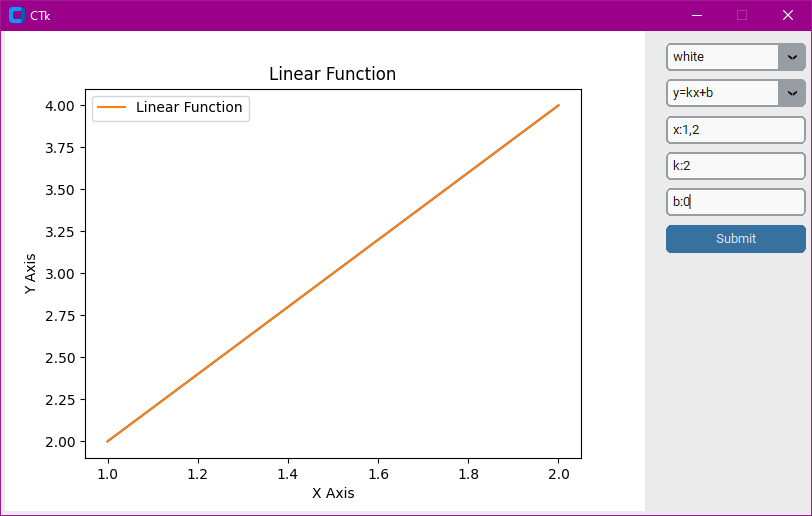 CTk
Linear Function
Linear Function
4.00
3.75
3.50
3.25
3.00
2.75
2.50
2.25
2.00
Y Axis
1.0 1.2 1.4 1.6 1.8 2.0
X Axis
white
y=kx+b
x:1,2
k:2
b:0
Submit